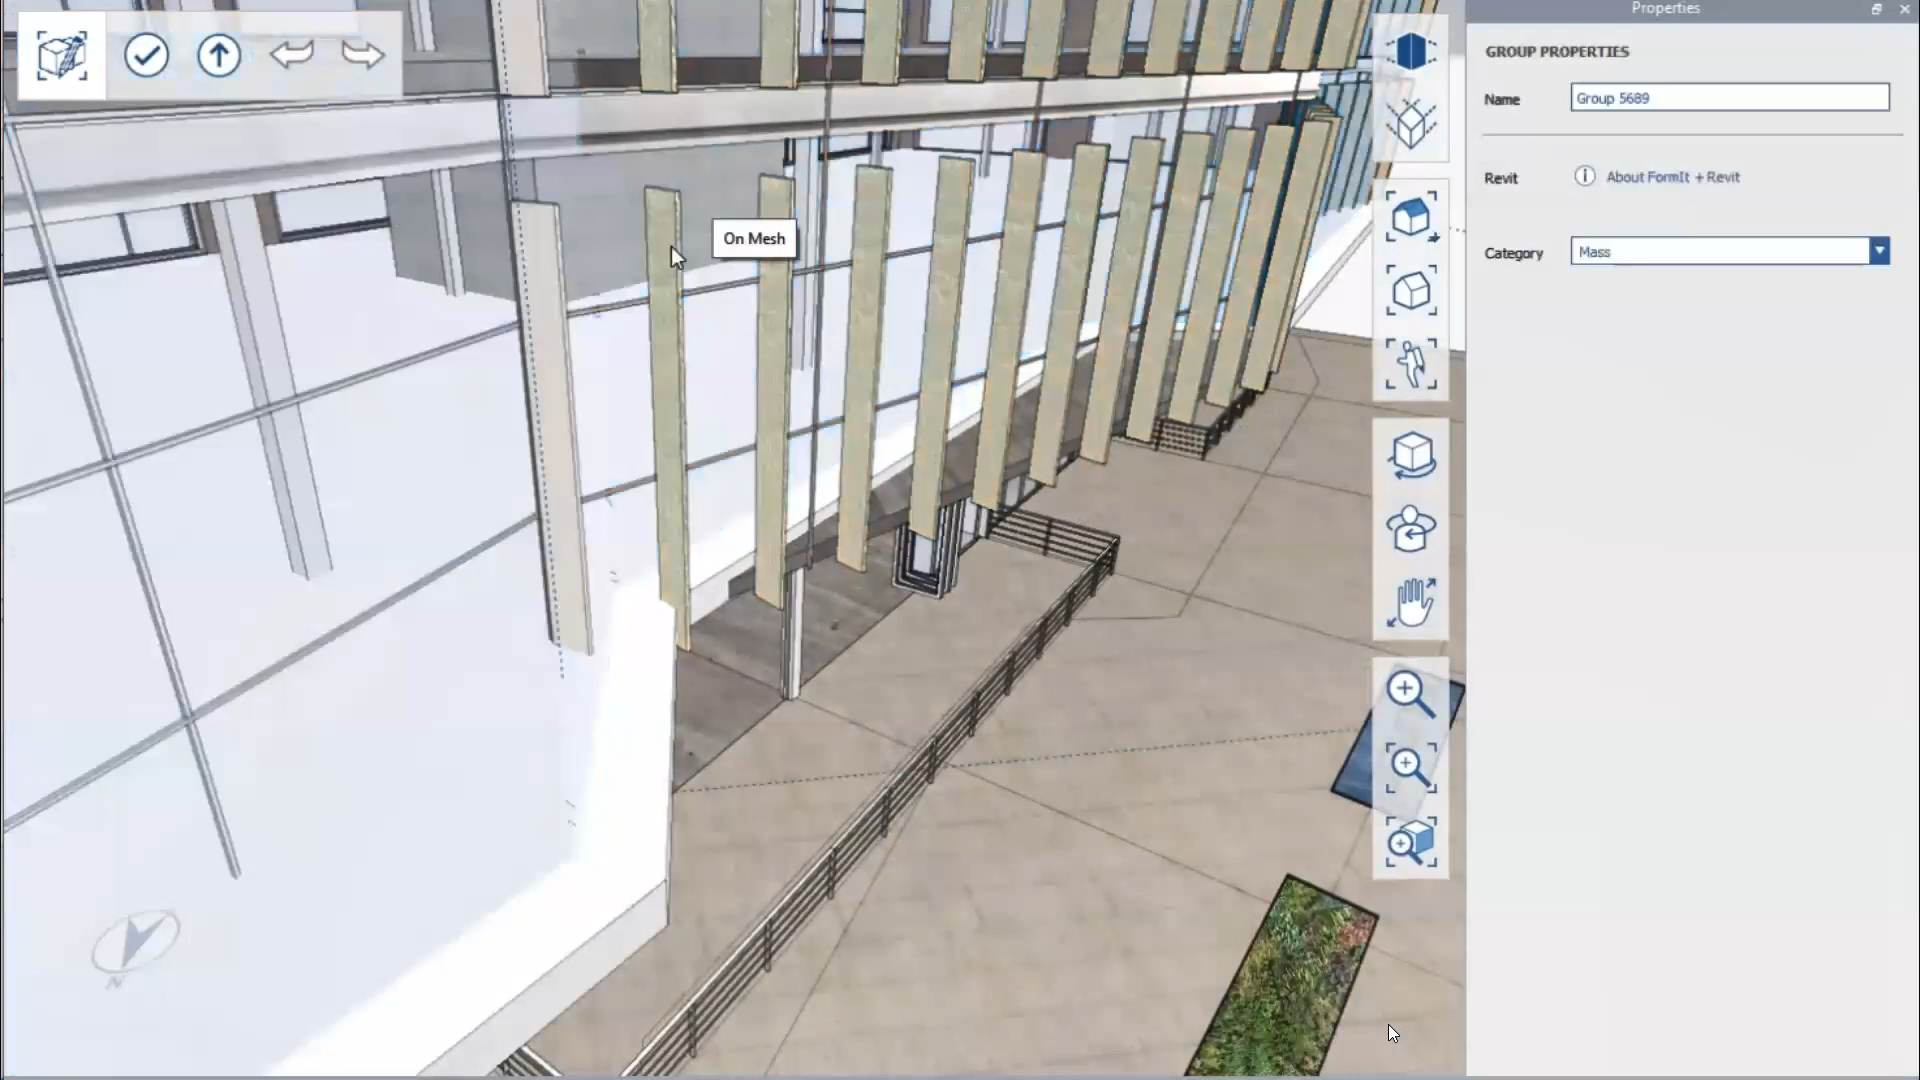 Properties
GROUP PROPERTIES
Name
Group 5689
Revit
About FormIt + Revit
On Mesh
Category
Mass
N